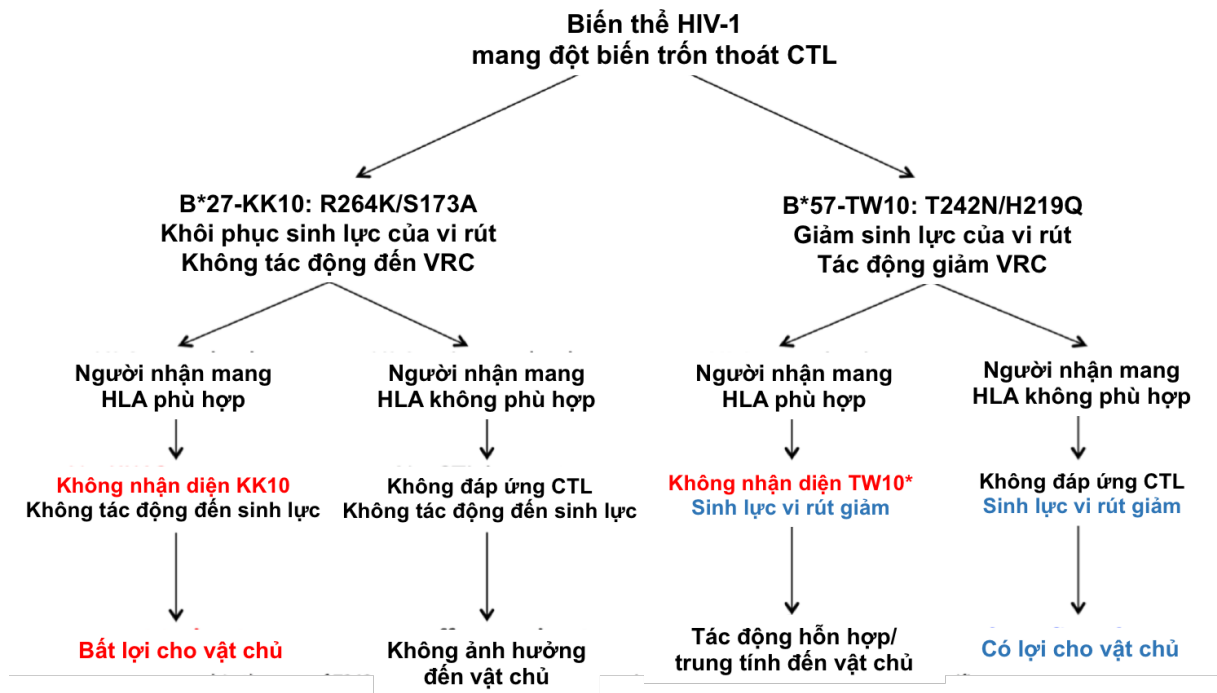 Biến thể HIV-1
mang đột biến trốn thoát CTL
B*27-KK10: R264K/S173A
Khôi phục sinh lực của vi rút
Không tác động đến VRC
B*57-TW10: T242N/H219Q
Giảm sinh lực của vi rút
Tác động giảm VRC
Người nhận mang
HLA phù hợp
Người nhận mang
HLA không phù hợp
Người nhận mang
HLA phù hợp
Người nhận mang
HLA không phù hợp
Không nhận diện KK10
Không tác động đến sinh lực
Không đáp ứng CTL
Không tác động đến sinh lực
Không nhận diện TW10*
Sinh lực vi rút giảm
Không đáp ứng CTL
Sinh lực vi rút giảm
Bất lợi cho vật chủ
Không ảnh hưởng
đến vật chủ
Tác động hỗn hợp/
trung tính đến vật chủ
Có lợi cho vật chủ